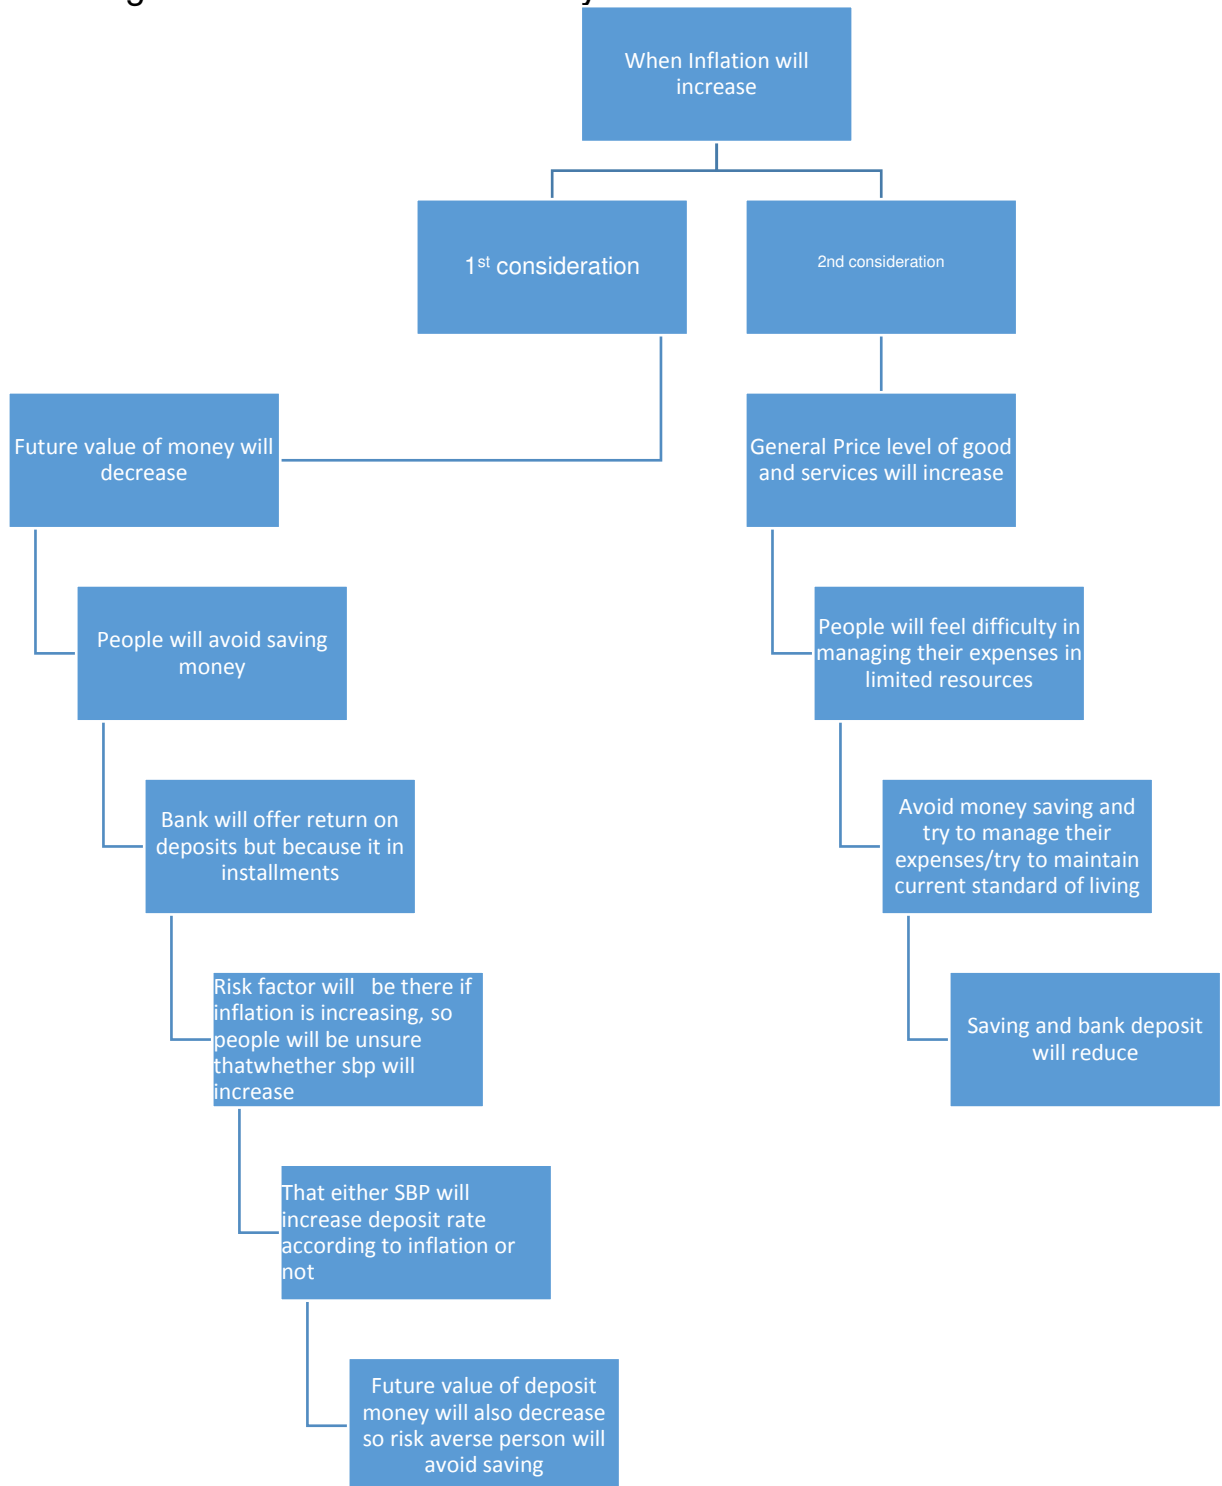 When Inflation will
increase
1st consideration
2nd consideration
Future value of money will
decrease
General Price level of good
and services will increase
People will avoid saving
money
People will feel difficulty in
managing their expenses in
limited resources
Bank will offer return on
deposits but because it in
installments
Avoid money saving and
try to manage their
expenses/try to maintain
current standard of living
Risk factor will be there if
inflation is increasing, so
people will be unsure
thatwhether sbp will
increase
Saving and bank deposit
will reduce
That either SBP will
increase deposit rate
according to inflation or
not
Future value of deposit
money will also decrease
so risk averse person will
avoid saving